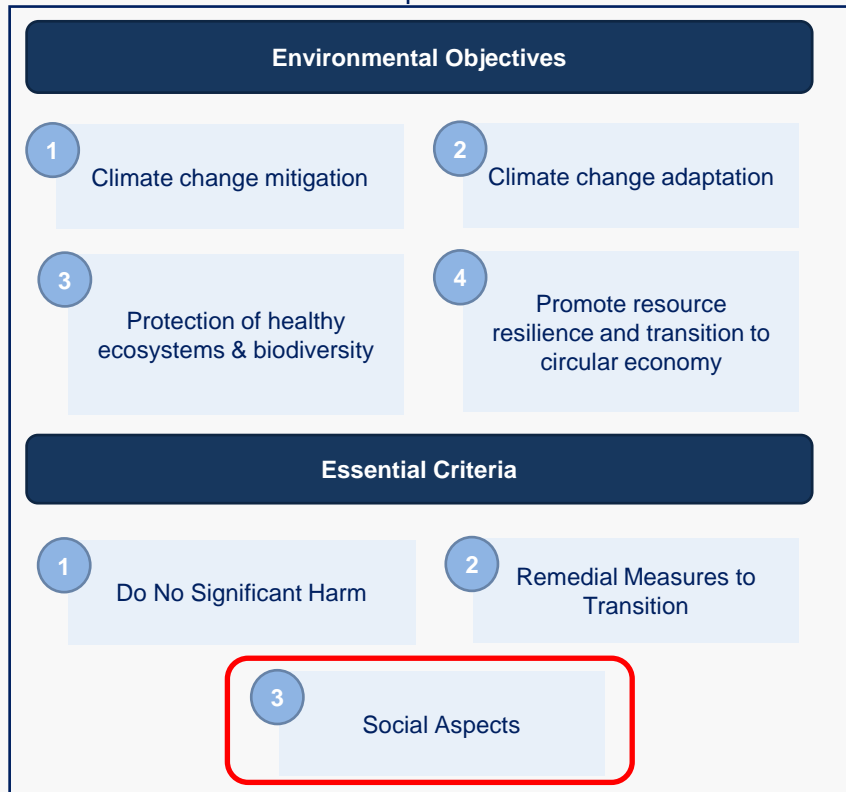 Environmental Objectives
1
Climate change mitigation
2
Climate change adaptation
3
Protection of healthy
ecosystems & biodiversity
4
Promote resource
resilience and transition to
circular economy
Essential Criteria
1
Do No Significant Harm
2
Remedial Measures to
Transition
3
Social Aspects